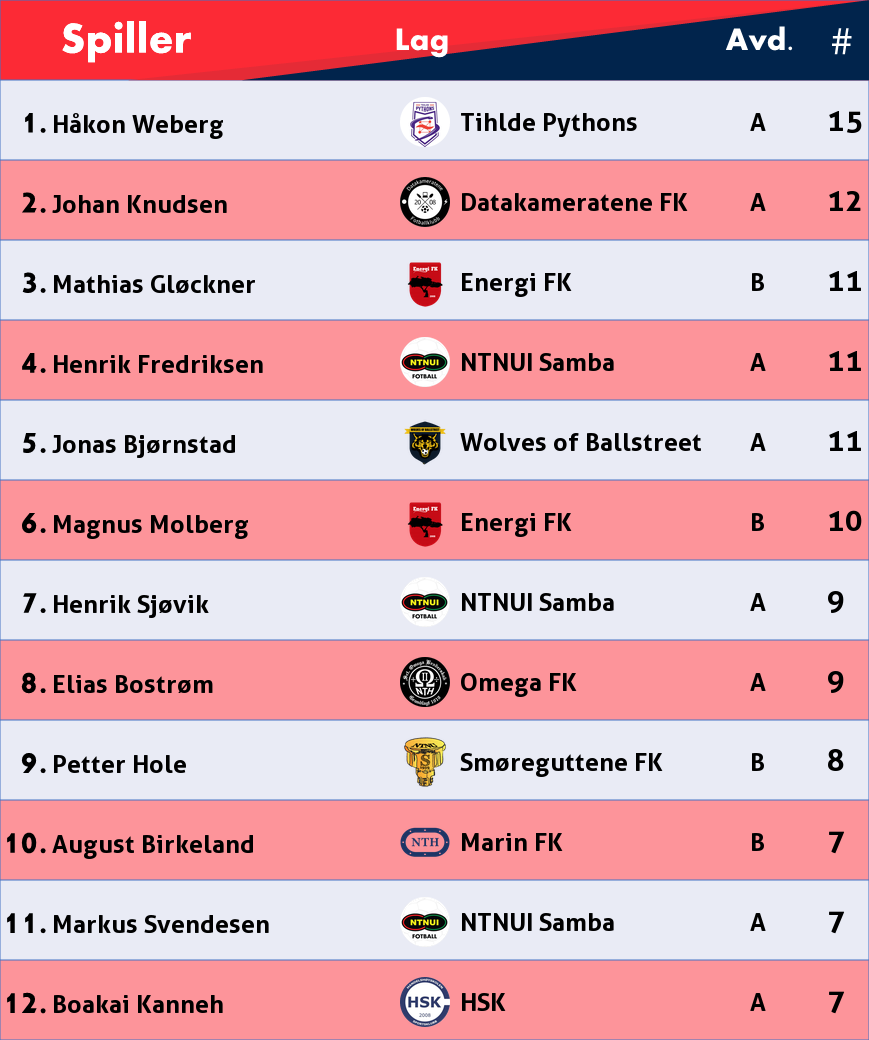 Spiller Lag Avd. #
1. Håkon Weberg Tihlde Pythons A 15
2. Johan Knudsen Datakameratene FK A 12
3. Mathias Gløckner Energi FK B 11
4. Henrik Fredriksen NTNUI Samba A 11
5. Jonas Bjørnstad Wolves of Ballstreet A 11
6. Magnus Molberg Energi FK B 10
7. Henrik Sjøvik NTNUI Samba A 9
8. Elias Bostrøm Omega FK A 9
9. Petter Hole Smøreguttene FK B 8
10. August Birkeland NTH Marin FK B 7
11. Markus Svendesen NTNUI Samba A 7
12. Boakai Kanneh HSK HSK A 7